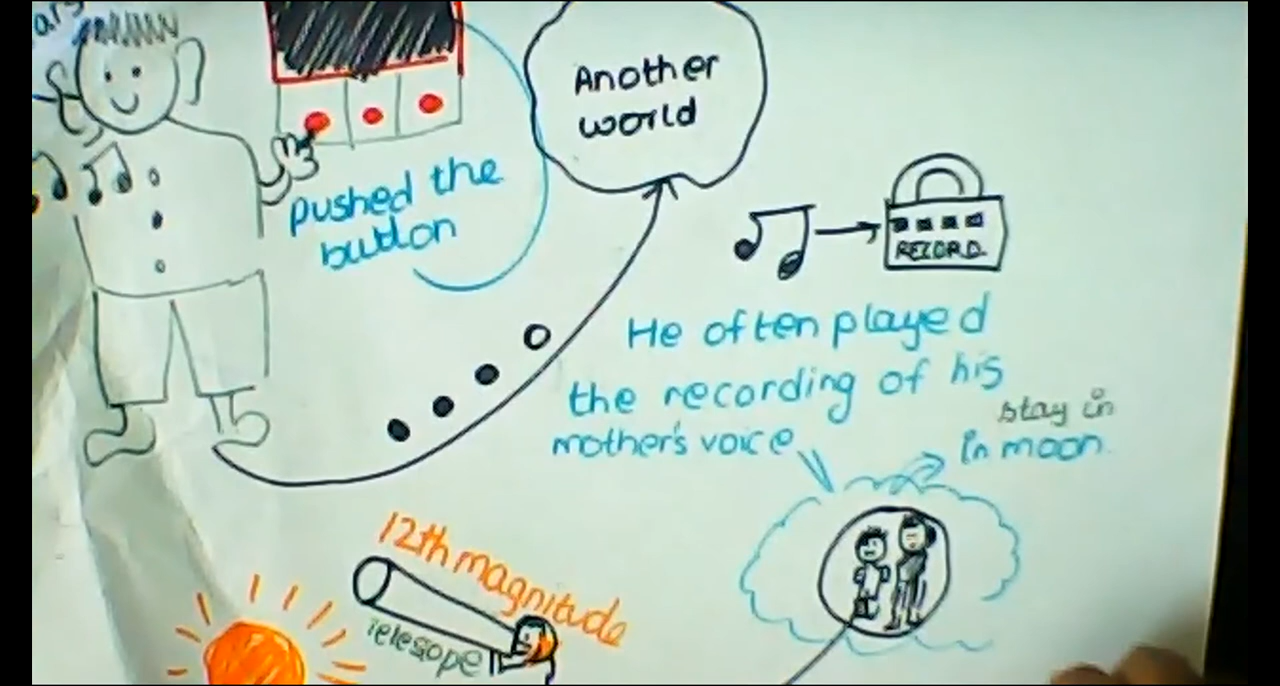 Another
world
pushed the
button
RECORD
He often played
the recording of his
mother's voice
stay in
in moon.
12th magnitude
Telescope